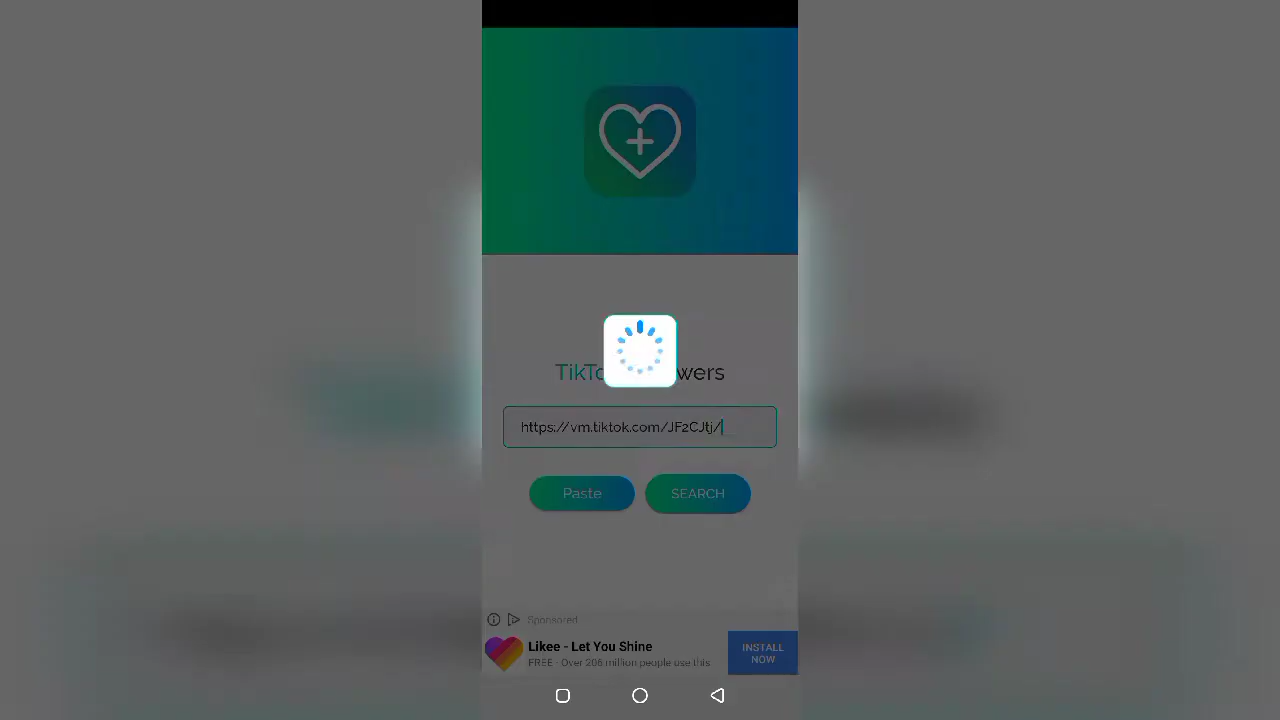 TikTo wers
https://vm.tiktok.com/JF2CJtj/
Paste
SEARCH
Sponsored
Likee - Let You Shine
FREE · Over 206 million people use this
INSTALL
NOW